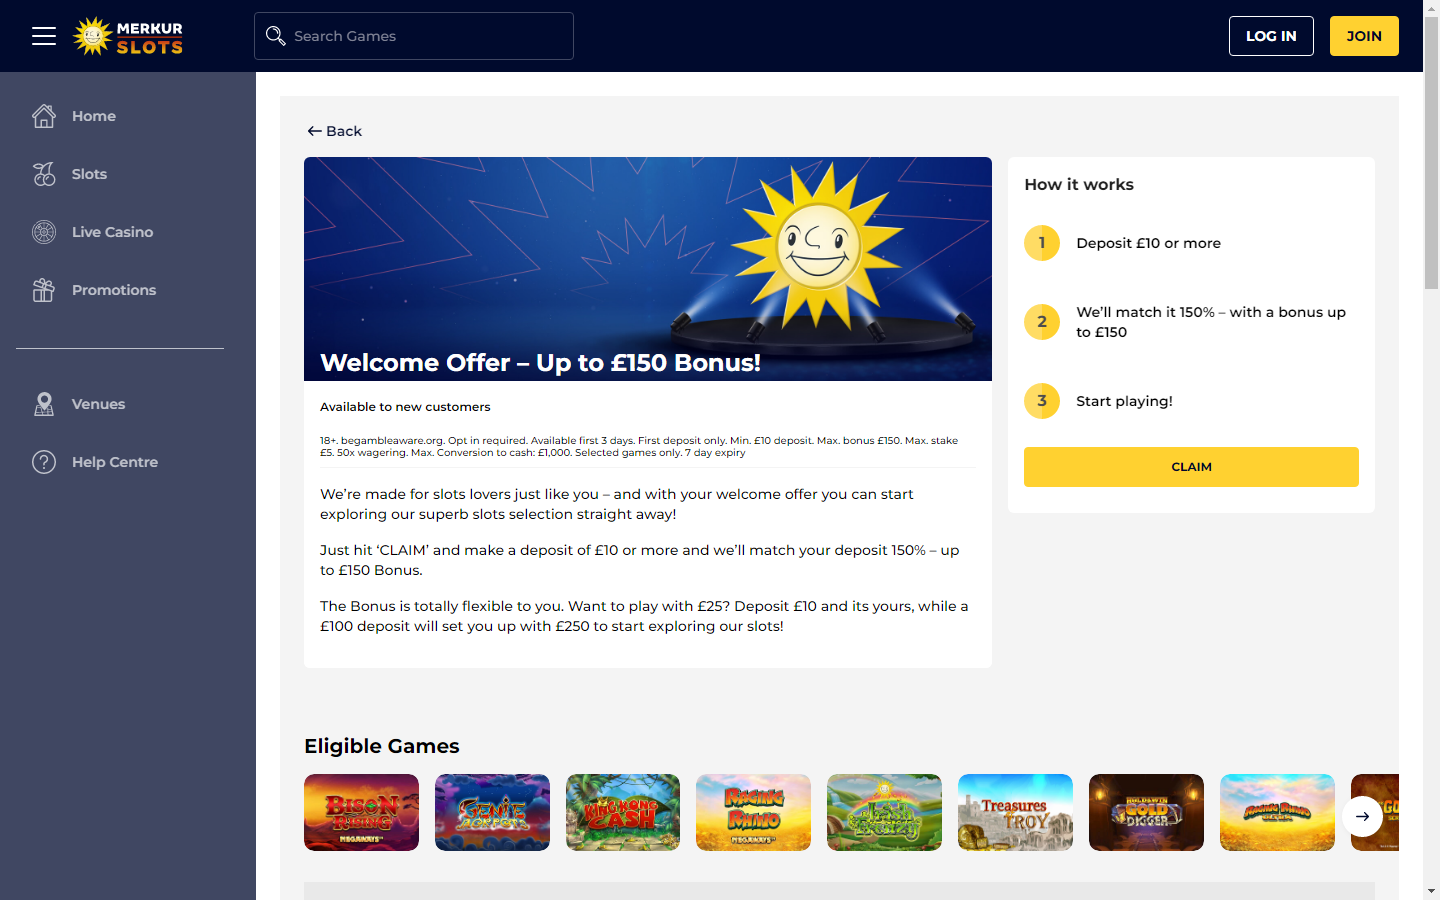 MERKUR
SLOTS
Search Games
LOG IN
JOIN
Home
Slots
Live Casino
Promotions
Venues
Help Centre
Back
Welcome Offer – Up to £150 Bonus!
Available to new customers
18+. begambleaware.org. Opt in required. Available first 3 days. First deposit only. Min. £10 deposit. Max. bonus £150. Max. stake
£5. 50x wagering. Max. Conversion to cash: £1,000. Selected games only. 7 day expiry
We’re made for slots lovers just like you – and with your welcome offer you can start
exploring our superb slots selection straight away!
Just hit ‘CLAIM’ and make a deposit of £10 or more and we’ll match your deposit 150% – up
to £150 Bonus.
The Bonus is totally flexible to you. Want to play with £25? Deposit £10 and its yours, while a
£100 deposit will set you up with £250 to start exploring our slots!
How it works
1
Deposit £10 or more
2
We’ll match it 150% – with a bonus up
to £150
3
Start playing!
CLAIM
Eligible Games
BISON
RISING
MEGAWAYS
GENIE
JACKPOTS
KING KONG
CASH
RAGING
RHINO
MEGAWAYS
Treasures
TROY
HOLD & WIN
GOLD
DIGGER
RAGING RHINO